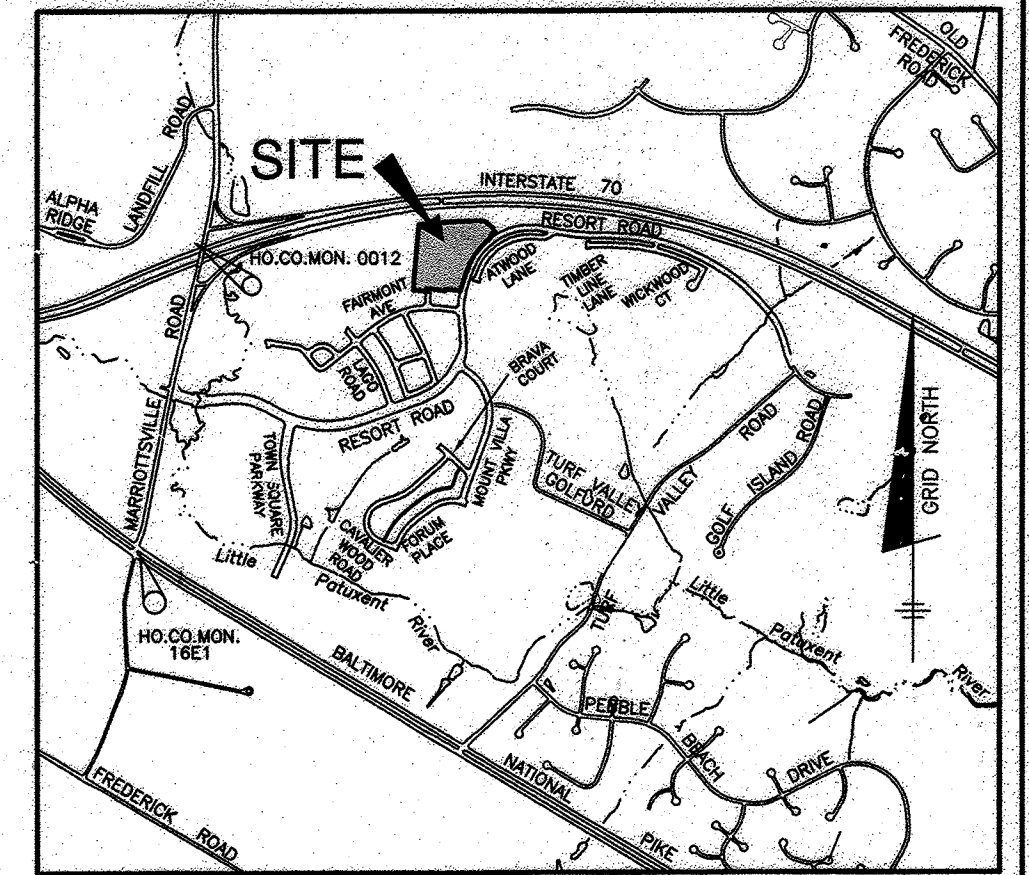 OLD
FREDERICK
ROAD
LANDFILL ROAD
ALPHA
RIDGE
SITE
INTERSTATE 70
RESORT ROAD
HO.CO.MON. 0012
ATWOOD
LANE
TIMBER
LINE
LANE
WICKWOOD
CT
FAIRMONT
AVE
LAGO
ROAD
BRAVA
COURT
MARRIOTTSVILLE ROAD
RESORT ROAD
TOWN SQUARE
PARKWAY
MOUNT VILLA
PKWY
TURF VALLEY
GOLFORD
TURF VALLEY ROAD
GOLF ISLAND ROAD
GRID NORTH
CAVALIER
WOOD
ROAD
FORUM
PLACE
Little Patuxent River
Little Patuxent River
HO.CO.MON.
16E1
BALTIMORE NATIONAL PIKE
PEBBLE BEACH DRIVE
FREDERICK ROAD